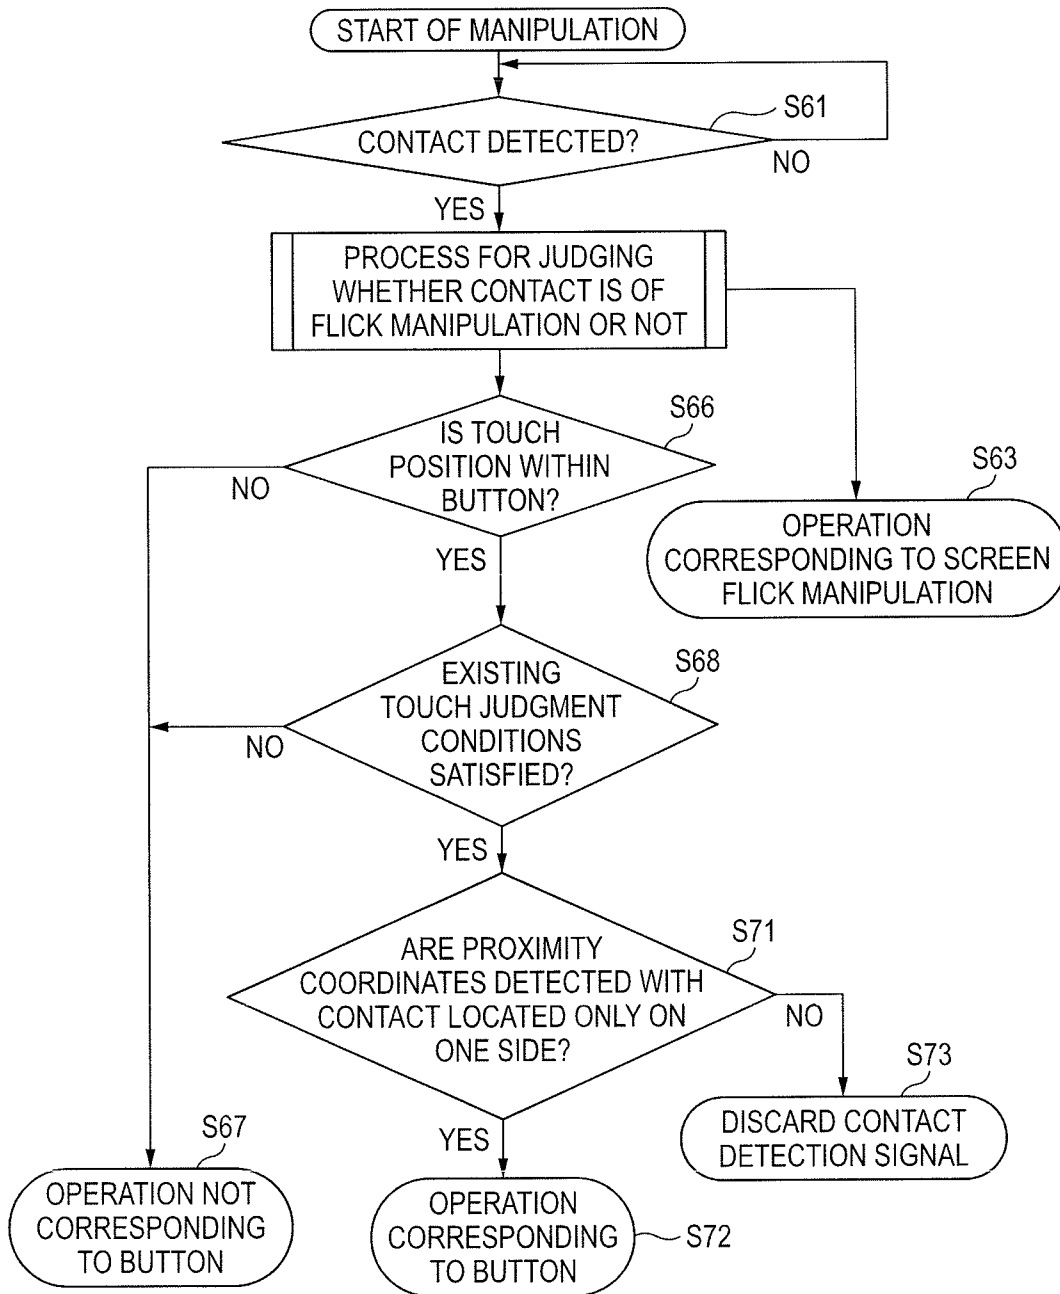 START OF MANIPULATION
S61
CONTACT DETECTED?
NO
YES
PROCESS FOR JUDGING
WHETHER CONTACT IS OF
FLICK MANIPULATION OR NOT
S66
IS TOUCH
POSITION WITHIN
BUTTON?
NO
YES
S63
OPERATION
CORRESPONDING TO SCREEN
FLICK MANIPULATION
S68
EXISTING
TOUCH JUDGMENT
CONDITIONS
SATISFIED?
NO
YES
S71
ARE PROXIMITY
COORDINATES DETECTED WITH
CONTACT LOCATED ONLY ON
ONE SIDE?
NO
YES
S73
DISCARD CONTACT
DETECTION SIGNAL
S67
OPERATION NOT
CORRESPONDING
TO BUTTON
OPERATION
CORRESPONDING
TO BUTTON
S72